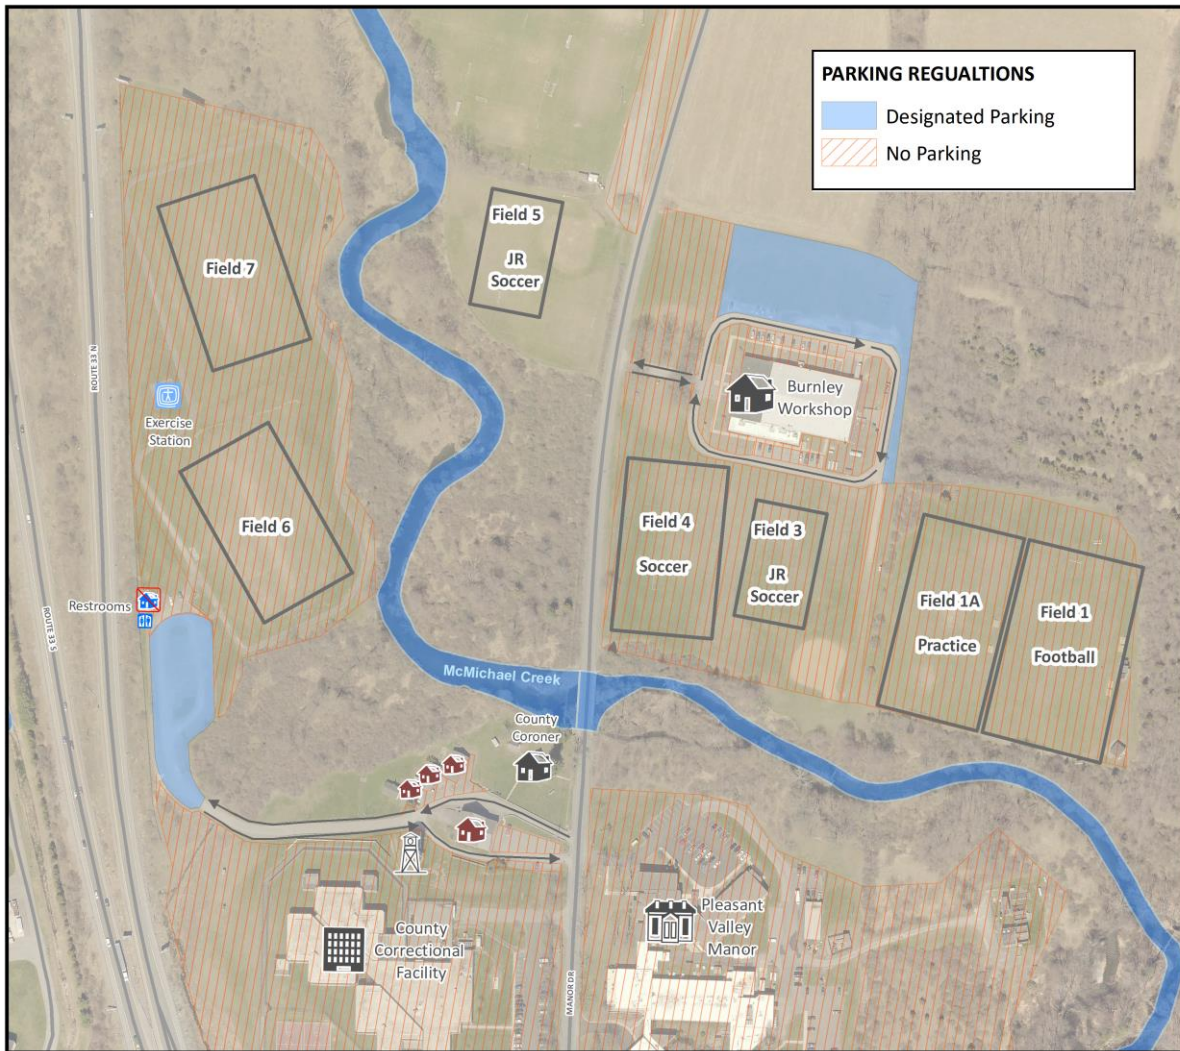 PARKING REGUALTIONS
Designated Parking
No Parking
Field 5
JR
Soccer
Field 7
ROUTE 33 N
Exercise
Station
Burnley
Workshop
Field 6
Field 4
Soccer
Field 3
JR
Soccer
Field 1A
Practice
Field 1
Football
Restrooms
ROUTE 33 S
McMichael Creek
County
Coroner
County
Correctional
Facility
Pleasant
Valley
Manor
MANOR DR